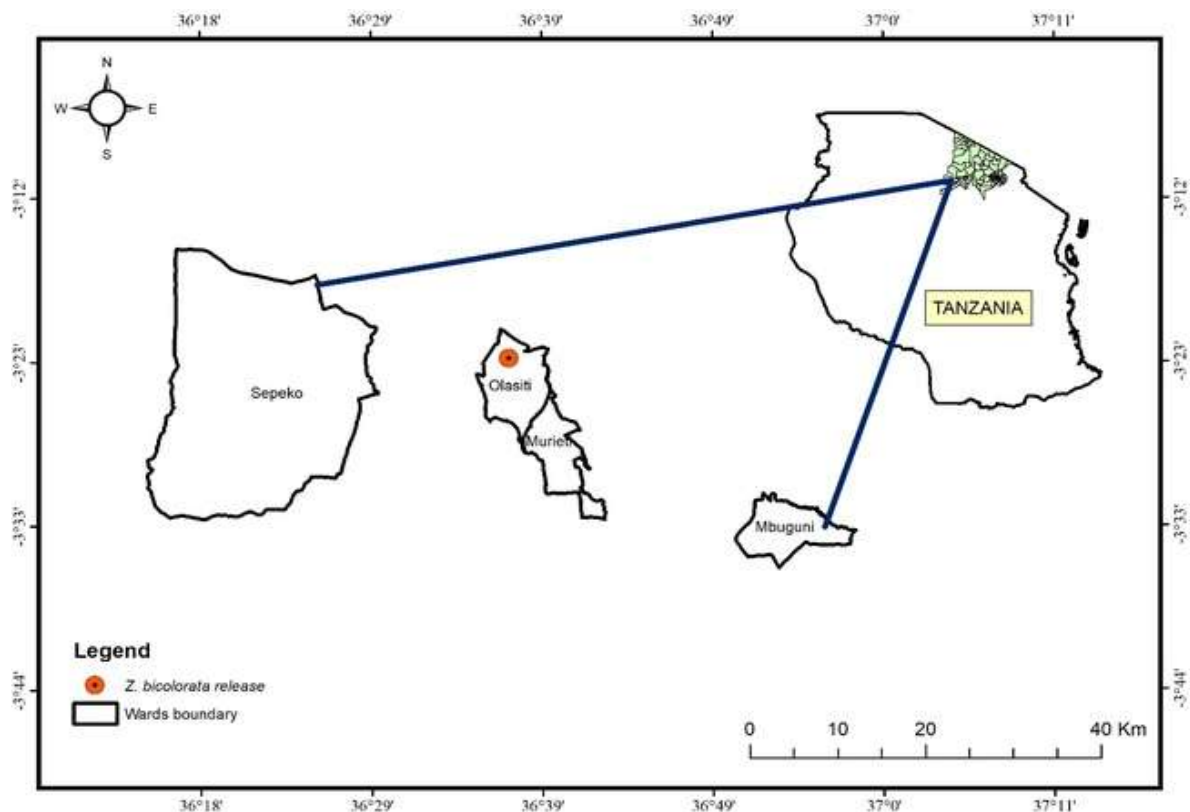 36°18' 36°29' 36°39' 36°49' 37°0' 37°11'
N
W E
S
-3°12' -3°12'
TANZANIA
-3°23' -3°23'
Olasiti
Sepeko
Murieti
-3°33' -3°33'
Mbuguni
Legend
Z. bicolorata release
Wards boundary
-3°44' -3°44'
0 10 20 40 Km
36°18' 36°29' 36°39' 36°49' 37°0' 37°11'